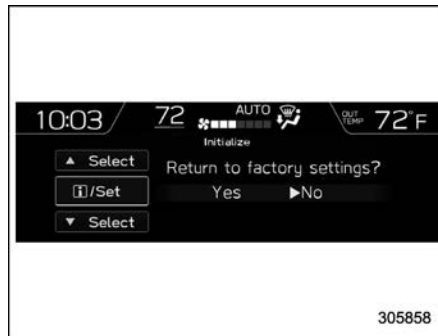 10:03 72 AUTO OUT TEMP 72°F
Initialize
▲ Select
Return to factory settings?
i/Set
Yes ▶No
▼ Select
305858